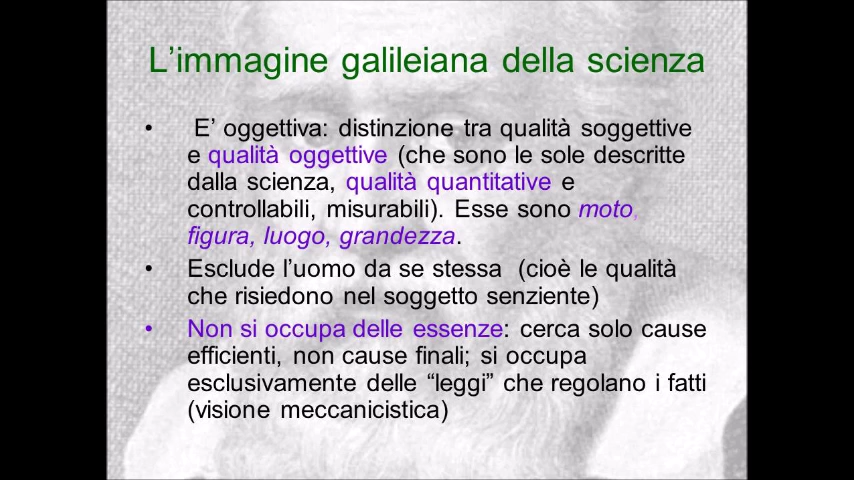 L’immagine galileiana della scienza
• E’ oggettiva: distinzione tra qualità soggettive
e qualità oggettive (che sono le sole descritte
dalla scienza, qualità quantitative e
controllabili, misurabili). Esse sono moto,
figura, luogo, grandezza.
• Esclude l’uomo da se stessa (cioè le qualità
che risiedono nel soggetto senziente)
• Non si occupa delle essenze: cerca solo cause
efficienti, non cause finali; si occupa
esclusivamente delle “leggi” che regolano i fatti
(visione meccanicistica)